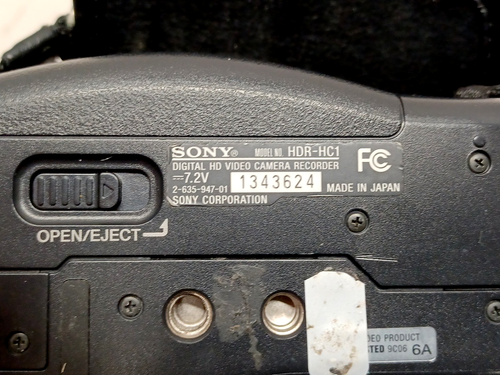 SONY® MODEL NO. HDR-HC1
DIGITAL HD VIDEO CAMERA RECORDER
⎓7.2V
FC
2-635-947-01 1343624 MADE IN JAPAN
SONY CORPORATION
OPEN/EJECT
PRODUCT
9C06 6A